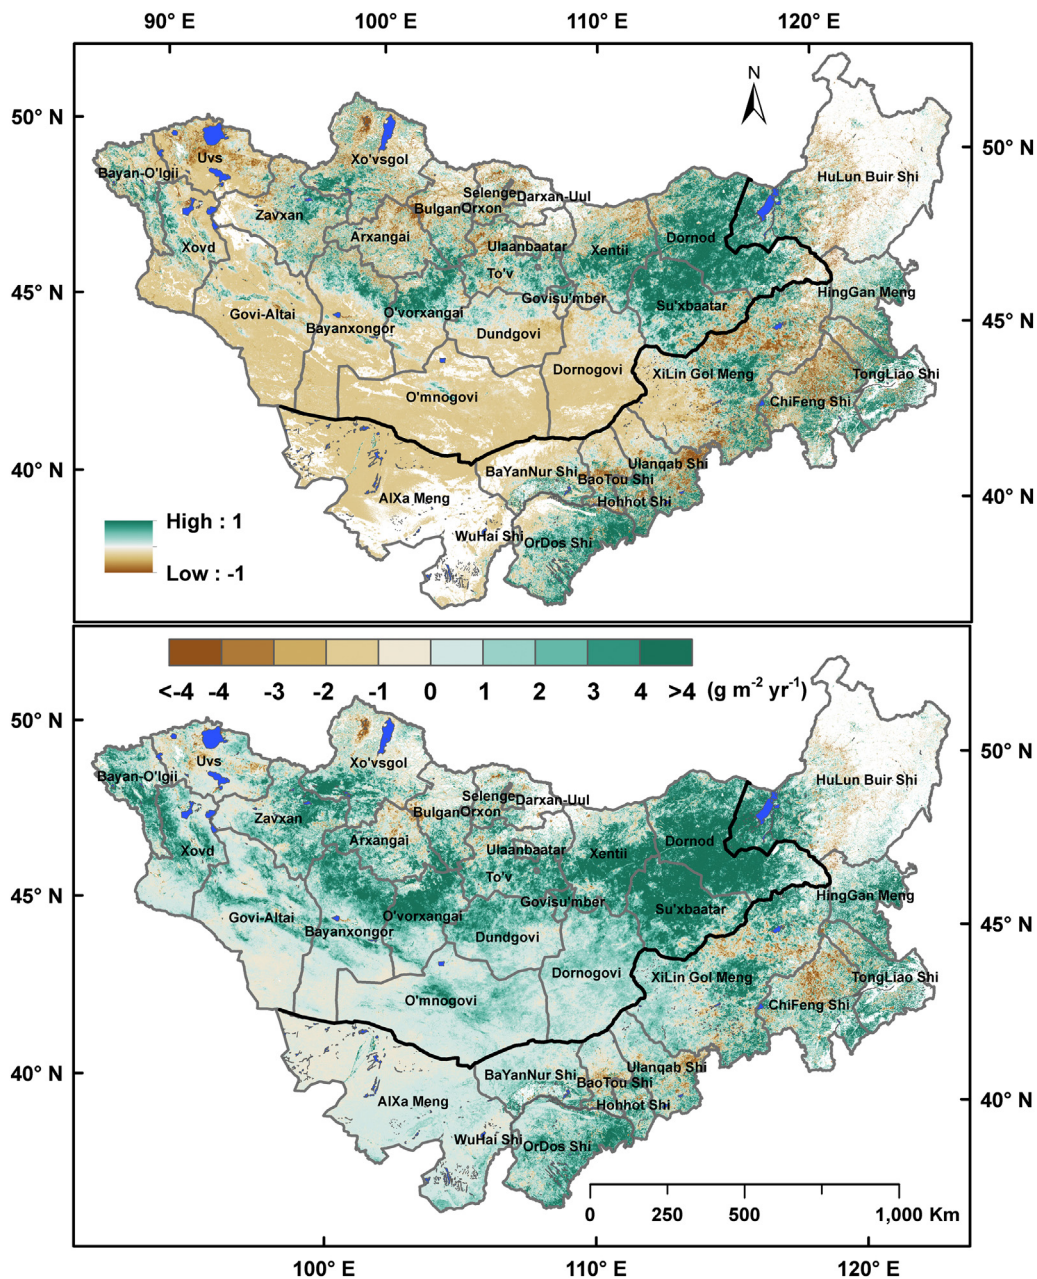 90° E 100° E 110° E 120° E
N
50° N
50° N
Uvs
Xo'vsgol
Bayan-O'lgii
HuLun Buir Shi
Selenge
Darxan-Uul
Zavxan
Bulgan
Orxon
Arxangai
Dornod
Xovd
Ulaanbaatar
Xentii
To'v
45° N
HingGan Meng
Govisu'mber
Su'xbaatar
Govi-Altai
O'vorxangai
Bayanxongor
45° N
Dundgovi
Dornogovi
XiLin Gol Meng
TongLiao Shi
O'mnogovi
ChiFeng Shi
40° N
BaYanNur Shi
Ulanqab Shi
BaoTou Shi
AlXa Meng
Hohhot Shi
40° N
High : 1
WuHai Shi
OrDos Shi
Low : -1
<-4 -4 -3 -2 -1 0 1 2 3 4 >4 (g m-2 yr-1)
50° N
50° N
Uvs
Xo'vsgol
Bayan-O'lgii
HuLun Buir Shi
Selenge
Darxan-Uul
Zavxan
Bulgan
Orxon
Arxangai
Dornod
Xovd
Ulaanbaatar
Xentii
To'v
45° N
HingGan Meng
Govisu'mber
Su'xbaatar
Govi-Altai
O'vorxangai
Bayanxongor
45° N
Dundgovi
Dornogovi
XiLin Gol Meng
TongLiao Shi
O'mnogovi
ChiFeng Shi
40° N
BaYanNur Shi
Ulanqab Shi
BaoTou Shi
AlXa Meng
Hohhot Shi
40° N
WuHai Shi
OrDos Shi
0 250 500 1,000 Km
100° E 110° E 120° E